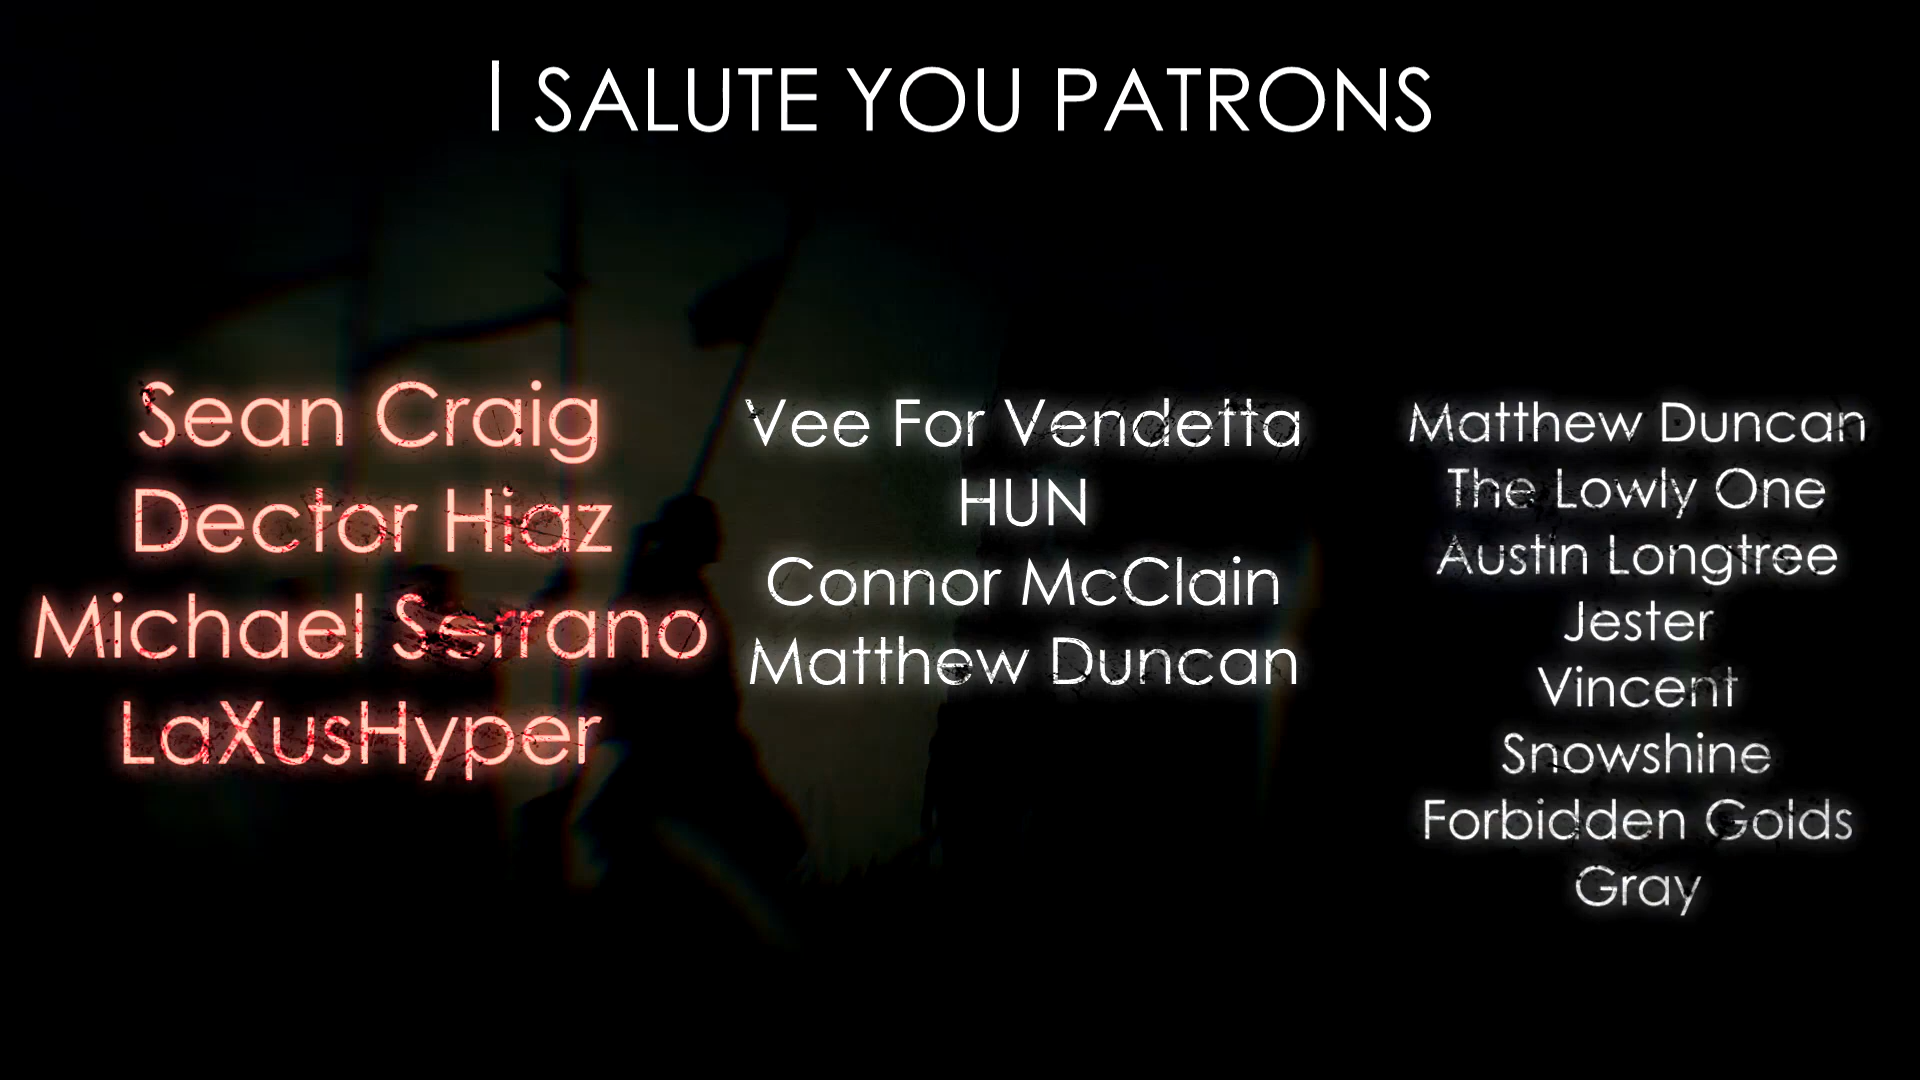 I SALUTE YOU PATRONS
Sean Craig
Dector Hiaz
Michael Serrano
LaXusHyper
Vee For Vendetta
HUN
Connor McClain
Matthew Duncan
Matthew Duncan
The Lowly One
Austin Longtree
Jester
Vincent
Snowshine
Forbidden Golds
Gray